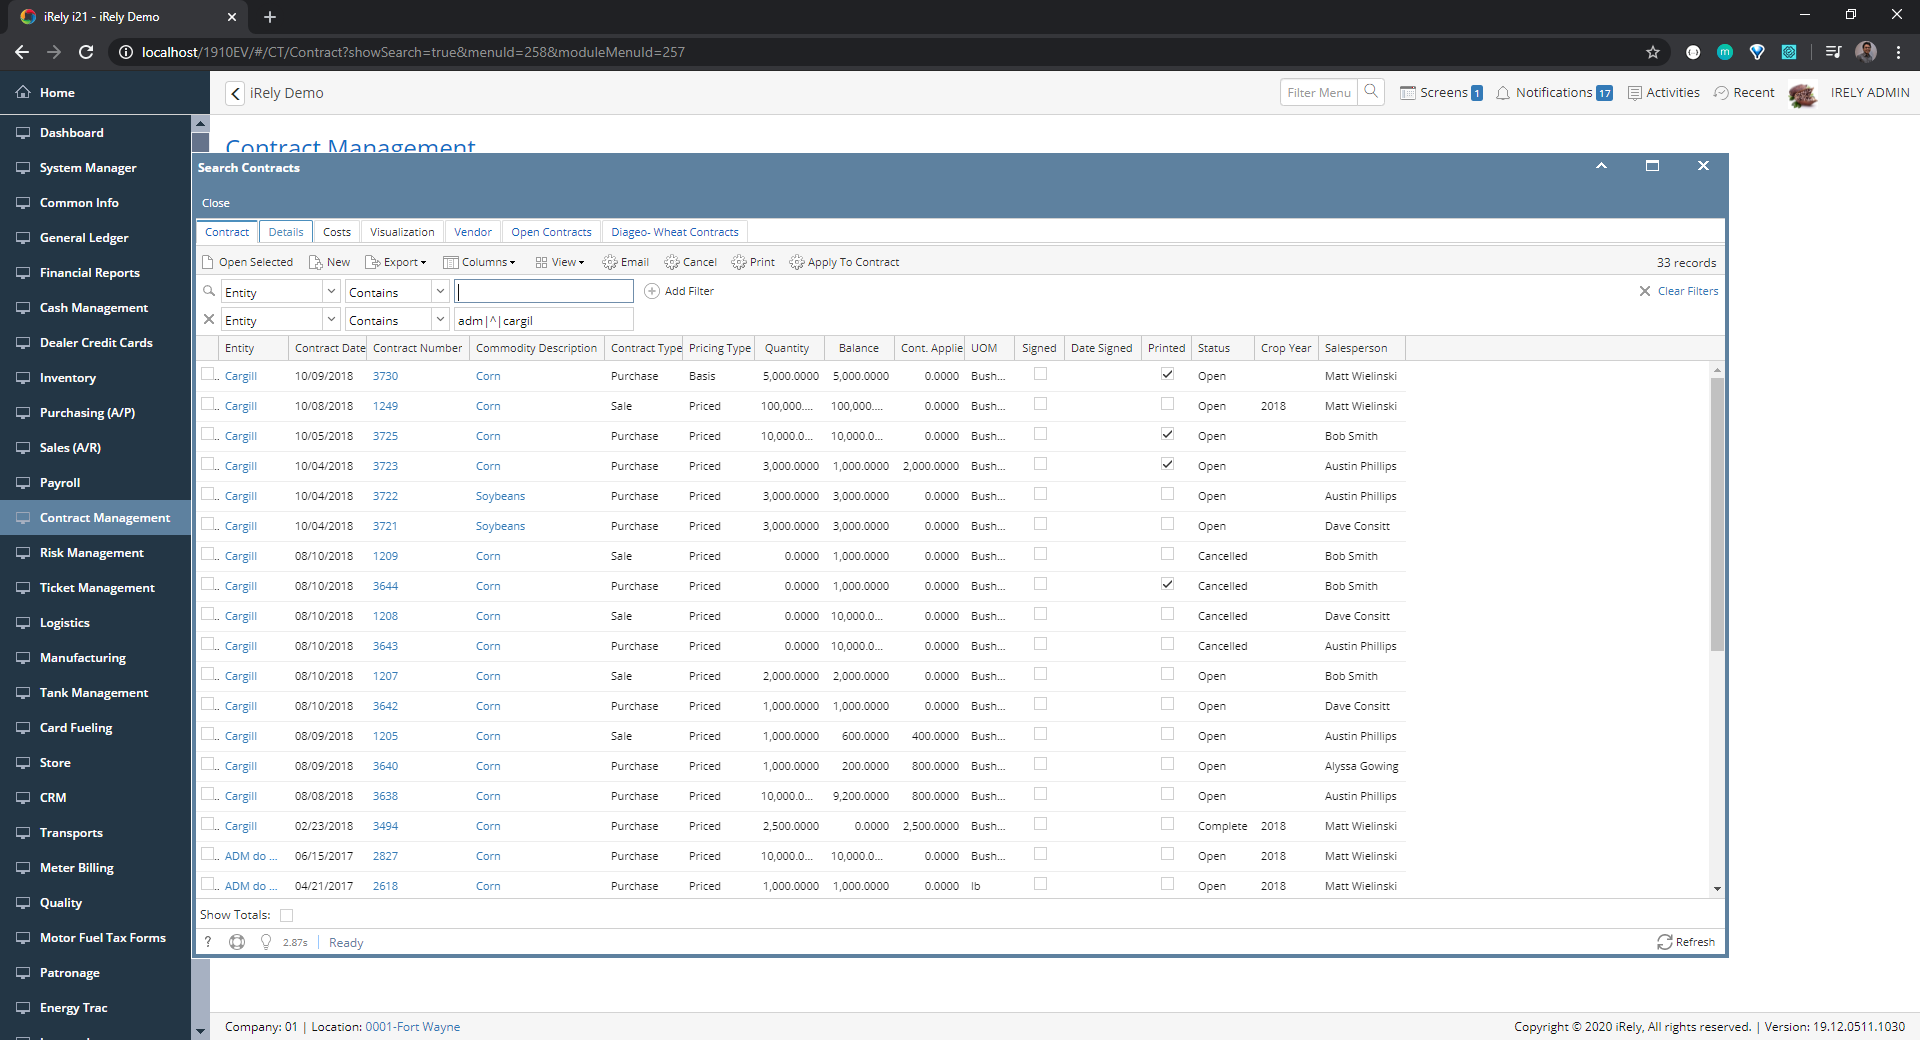 iRely i21 - iRely Demo
localhost/1910EV/#/CT/Contract?showSearch=true&menuId=258&moduleMenuId=257
Home
iRely Demo
Filter Menu
Screens 1
Notifications 17
Activities
Recent
IRELY ADMIN
Dashboard
System Manager
Common Info
General Ledger
Financial Reports
Cash Management
Dealer Credit Cards
Inventory
Purchasing (A/P)
Sales (A/R)
Payroll
Contract Management
Risk Management
Ticket Management
Logistics
Manufacturing
Tank Management
Card Fueling
Store
CRM
Transports
Meter Billing
Quality
Motor Fuel Tax Forms
Patronage
Energy Trac
Contract Management
Search Contracts
Close
Contract Details Costs Visualization Vendor Open Contracts Diageo- Wheat Contracts
Open Selected New Export Columns View Email Cancel Print Apply To Contract 33 records
Entity Contains Add Filter Clear Filters
Entity Contains adm|^|cargil
Entity Contract Date Contract Number Commodity Description Contract Type Pricing Type Quantity Balance Cont. Applie UOM Signed Date Signed Printed Status Crop Year Salesperson
Cargill 10/09/2018 3730 Corn Purchase Basis 5,000.0000 5,000.0000 0.0000 Bush... Open Matt Wielinski
Cargill 10/08/2018 1249 Corn Sale Priced 100,000.... 100,000.... 0.0000 Bush... Open 2018 Matt Wielinski
Cargill 10/05/2018 3725 Corn Purchase Priced 10,000.0... 10,000.0... 0.0000 Bush... Open Bob Smith
Cargill 10/04/2018 3723 Corn Purchase Priced 3,000.0000 1,000.0000 2,000.0000 Bush... Open Austin Phillips
Cargill 10/04/2018 3722 Soybeans Purchase Priced 3,000.0000 3,000.0000 0.0000 Bush... Open Austin Phillips
Cargill 10/04/2018 3721 Soybeans Purchase Priced 3,000.0000 3,000.0000 0.0000 Bush... Open Dave Consitt
Cargill 08/10/2018 1209 Corn Sale Priced 0.0000 1,000.0000 0.0000 Bush... Cancelled Bob Smith
Cargill 08/10/2018 3644 Corn Purchase Priced 0.0000 1,000.0000 0.0000 Bush... Cancelled Bob Smith
Cargill 08/10/2018 1208 Corn Sale Priced 0.0000 10,000.0... 0.0000 Bush... Cancelled Dave Consitt
Cargill 08/10/2018 3643 Corn Purchase Priced 0.0000 10,000.0... 0.0000 Bush... Cancelled Austin Phillips
Cargill 08/10/2018 1207 Corn Sale Priced 2,000.0000 2,000.0000 0.0000 Bush... Open Bob Smith
Cargill 08/10/2018 3642 Corn Purchase Priced 1,000.0000 1,000.0000 0.0000 Bush... Open Dave Consitt
Cargill 08/09/2018 1205 Corn Sale Priced 1,000.0000 600.0000 400.0000 Bush... Open Austin Phillips
Cargill 08/09/2018 3640 Corn Purchase Priced 1,000.0000 200.0000 800.0000 Bush... Open Alyssa Gowing
Cargill 08/08/2018 3638 Corn Purchase Priced 10,000.0... 9,200.0000 800.0000 Bush... Open Austin Phillips
Cargill 02/23/2018 3494 Corn Purchase Priced 2,500.0000 0.0000 2,500.0000 Bush... Complete 2018 Matt Wielinski
ADM do ... 06/15/2017 2827 Corn Purchase Priced 10,000.0... 10,000.0... 0.0000 Bush... Open 2018 Matt Wielinski
ADM do ... 04/21/2017 2618 Corn Purchase Priced 1,000.0000 1,000.0000 0.0000 lb Open 2018 Matt Wielinski
Show Totals:
? 2.87s Ready Refresh
Company: 01 | Location: 0001-Fort Wayne
Copyright © 2020 iRely, All rights reserved. | Version: 19.12.0511.1030